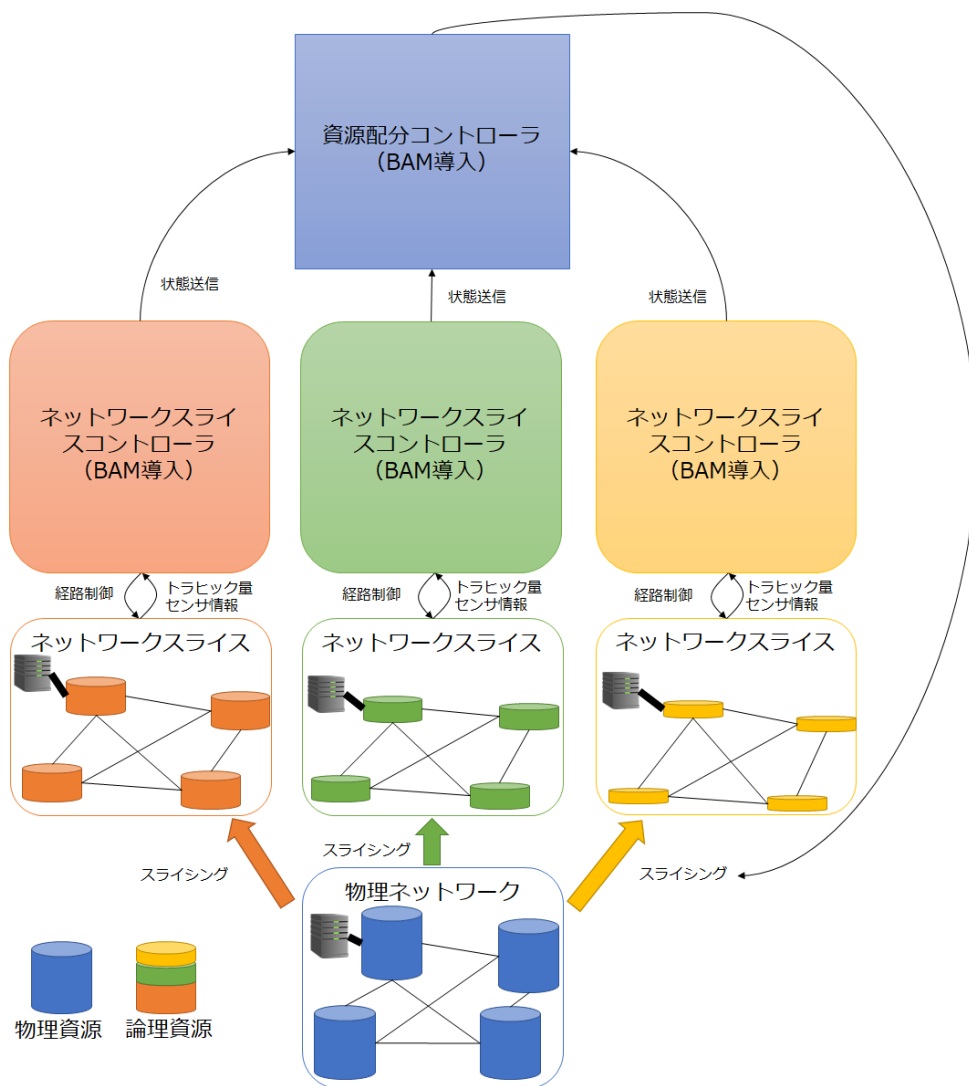 資源配分コントローラ
（BAM導入）
状態送信
状態送信
状態送信
ネットワークスライ
スコントローラ
（BAM導入）
ネットワークスライ
スコントローラ
（BAM導入）
ネットワークスライ
スコントローラ
（BAM導入）
経路制御
トラヒック量
センサ情報
経路制御
トラヒック量
センサ情報
経路制御
トラヒック量
センサ情報
ネットワークスライス
ネットワークスライス
ネットワークスライス
スライシング
スライシング
スライシング
物理ネットワーク
物理資源
論理資源